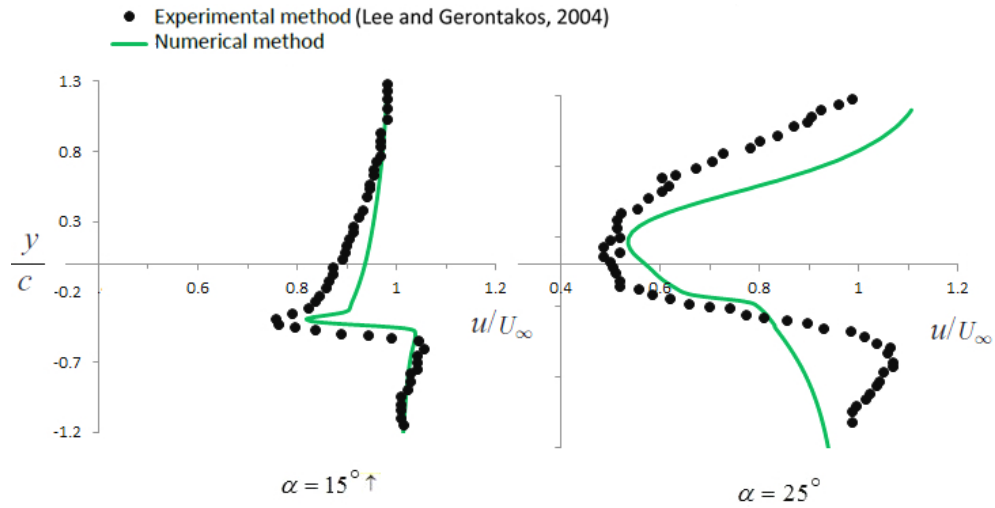 Experimental method (Lee and Gerontakos, 2004)
Numerical method
1.3
0.8
0.3
-0.2
-0.7
-1.2
y/c
0.6 0.8 1 1.2
u/U∞
α = 15° ↑
0.4 0.6 0.8 1 1.2
u/U∞
α = 25°